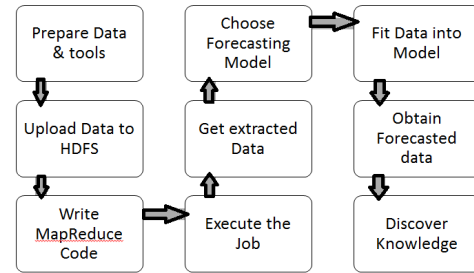 Prepare Data
& tools
Upload Data to
HDFS
Write
MapReduce
Code
Execute the
Job
Get extracted
Data
Choose
Forecasting
Model
Fit Data into
Model
Obtain
Forecasted
data
Discover
Knowledge